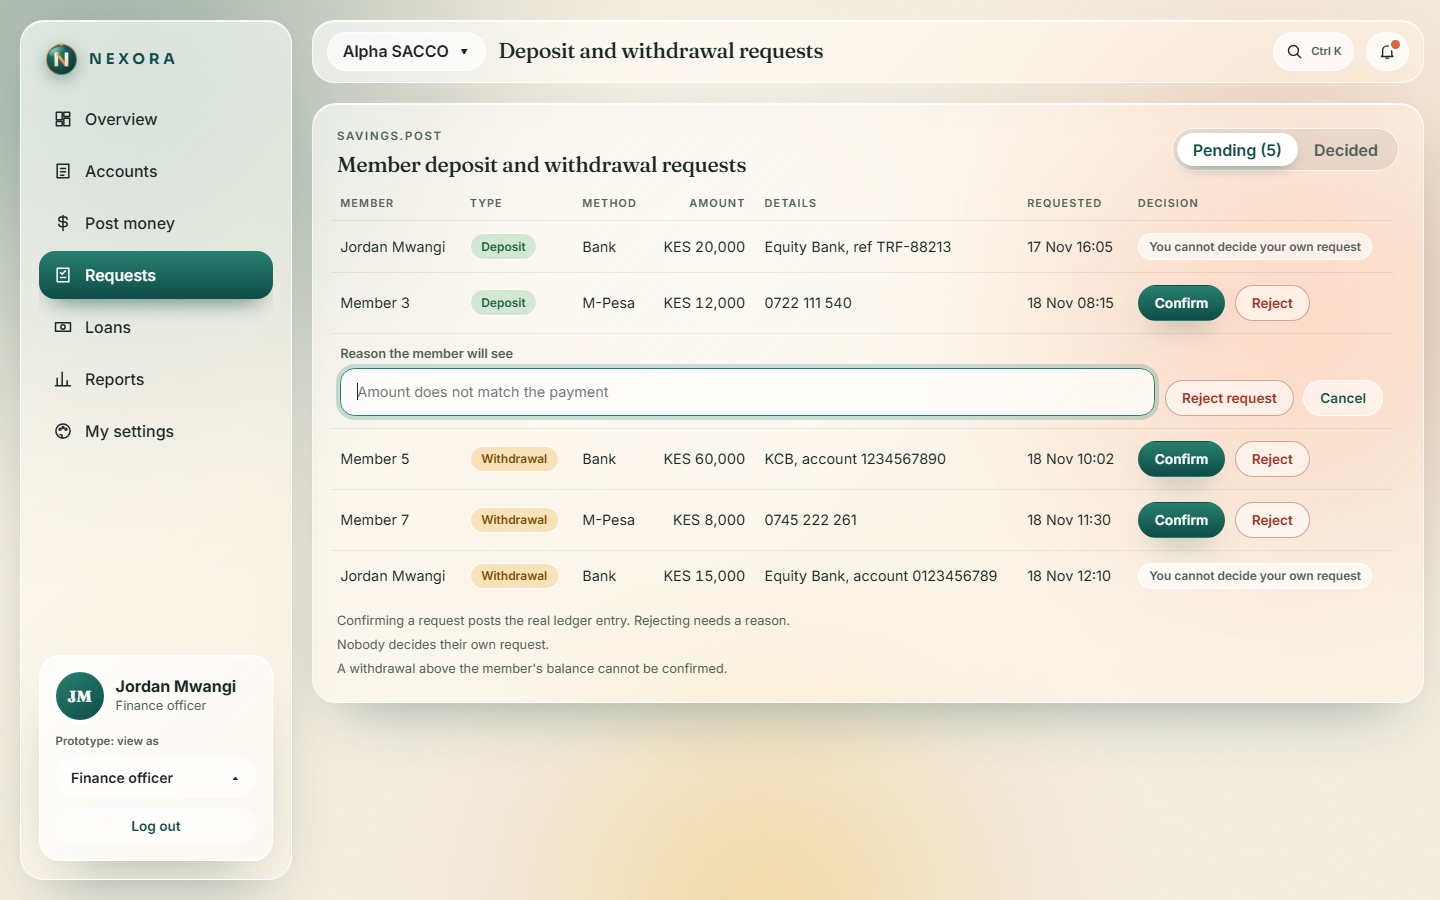 NEXORA
Overview
Accounts
Post money
Requests
Loans
Reports
My settings
JM
Jordan Mwangi
Finance officer
Prototype: view as
Finance officer
Log out
Alpha SACCO
Deposit and withdrawal requests
Ctrl K
SAVINGS.POST
Member deposit and withdrawal requests
Pending (5) Decided
MEMBER TYPE METHOD AMOUNT DETAILS REQUESTED DECISION
Jordan Mwangi Deposit Bank KES 20,000 Equity Bank, ref TRF-88213 17 Nov 16:05 You cannot decide your own request
Member 3 Deposit M-Pesa KES 12,000 0722 111 540 18 Nov 08:15 Confirm Reject
Reason the member will see
Amount does not match the payment Reject request Cancel
Member 5 Withdrawal Bank KES 60,000 KCB, account 1234567890 18 Nov 10:02 Confirm Reject
Member 7 Withdrawal M-Pesa KES 8,000 0745 222 261 18 Nov 11:30 Confirm Reject
Jordan Mwangi Withdrawal Bank KES 15,000 Equity Bank, account 0123456789 18 Nov 12:10 You cannot decide your own request
Confirming a request posts the real ledger entry. Rejecting needs a reason.
Nobody decides their own request.
A withdrawal above the member's balance cannot be confirmed.